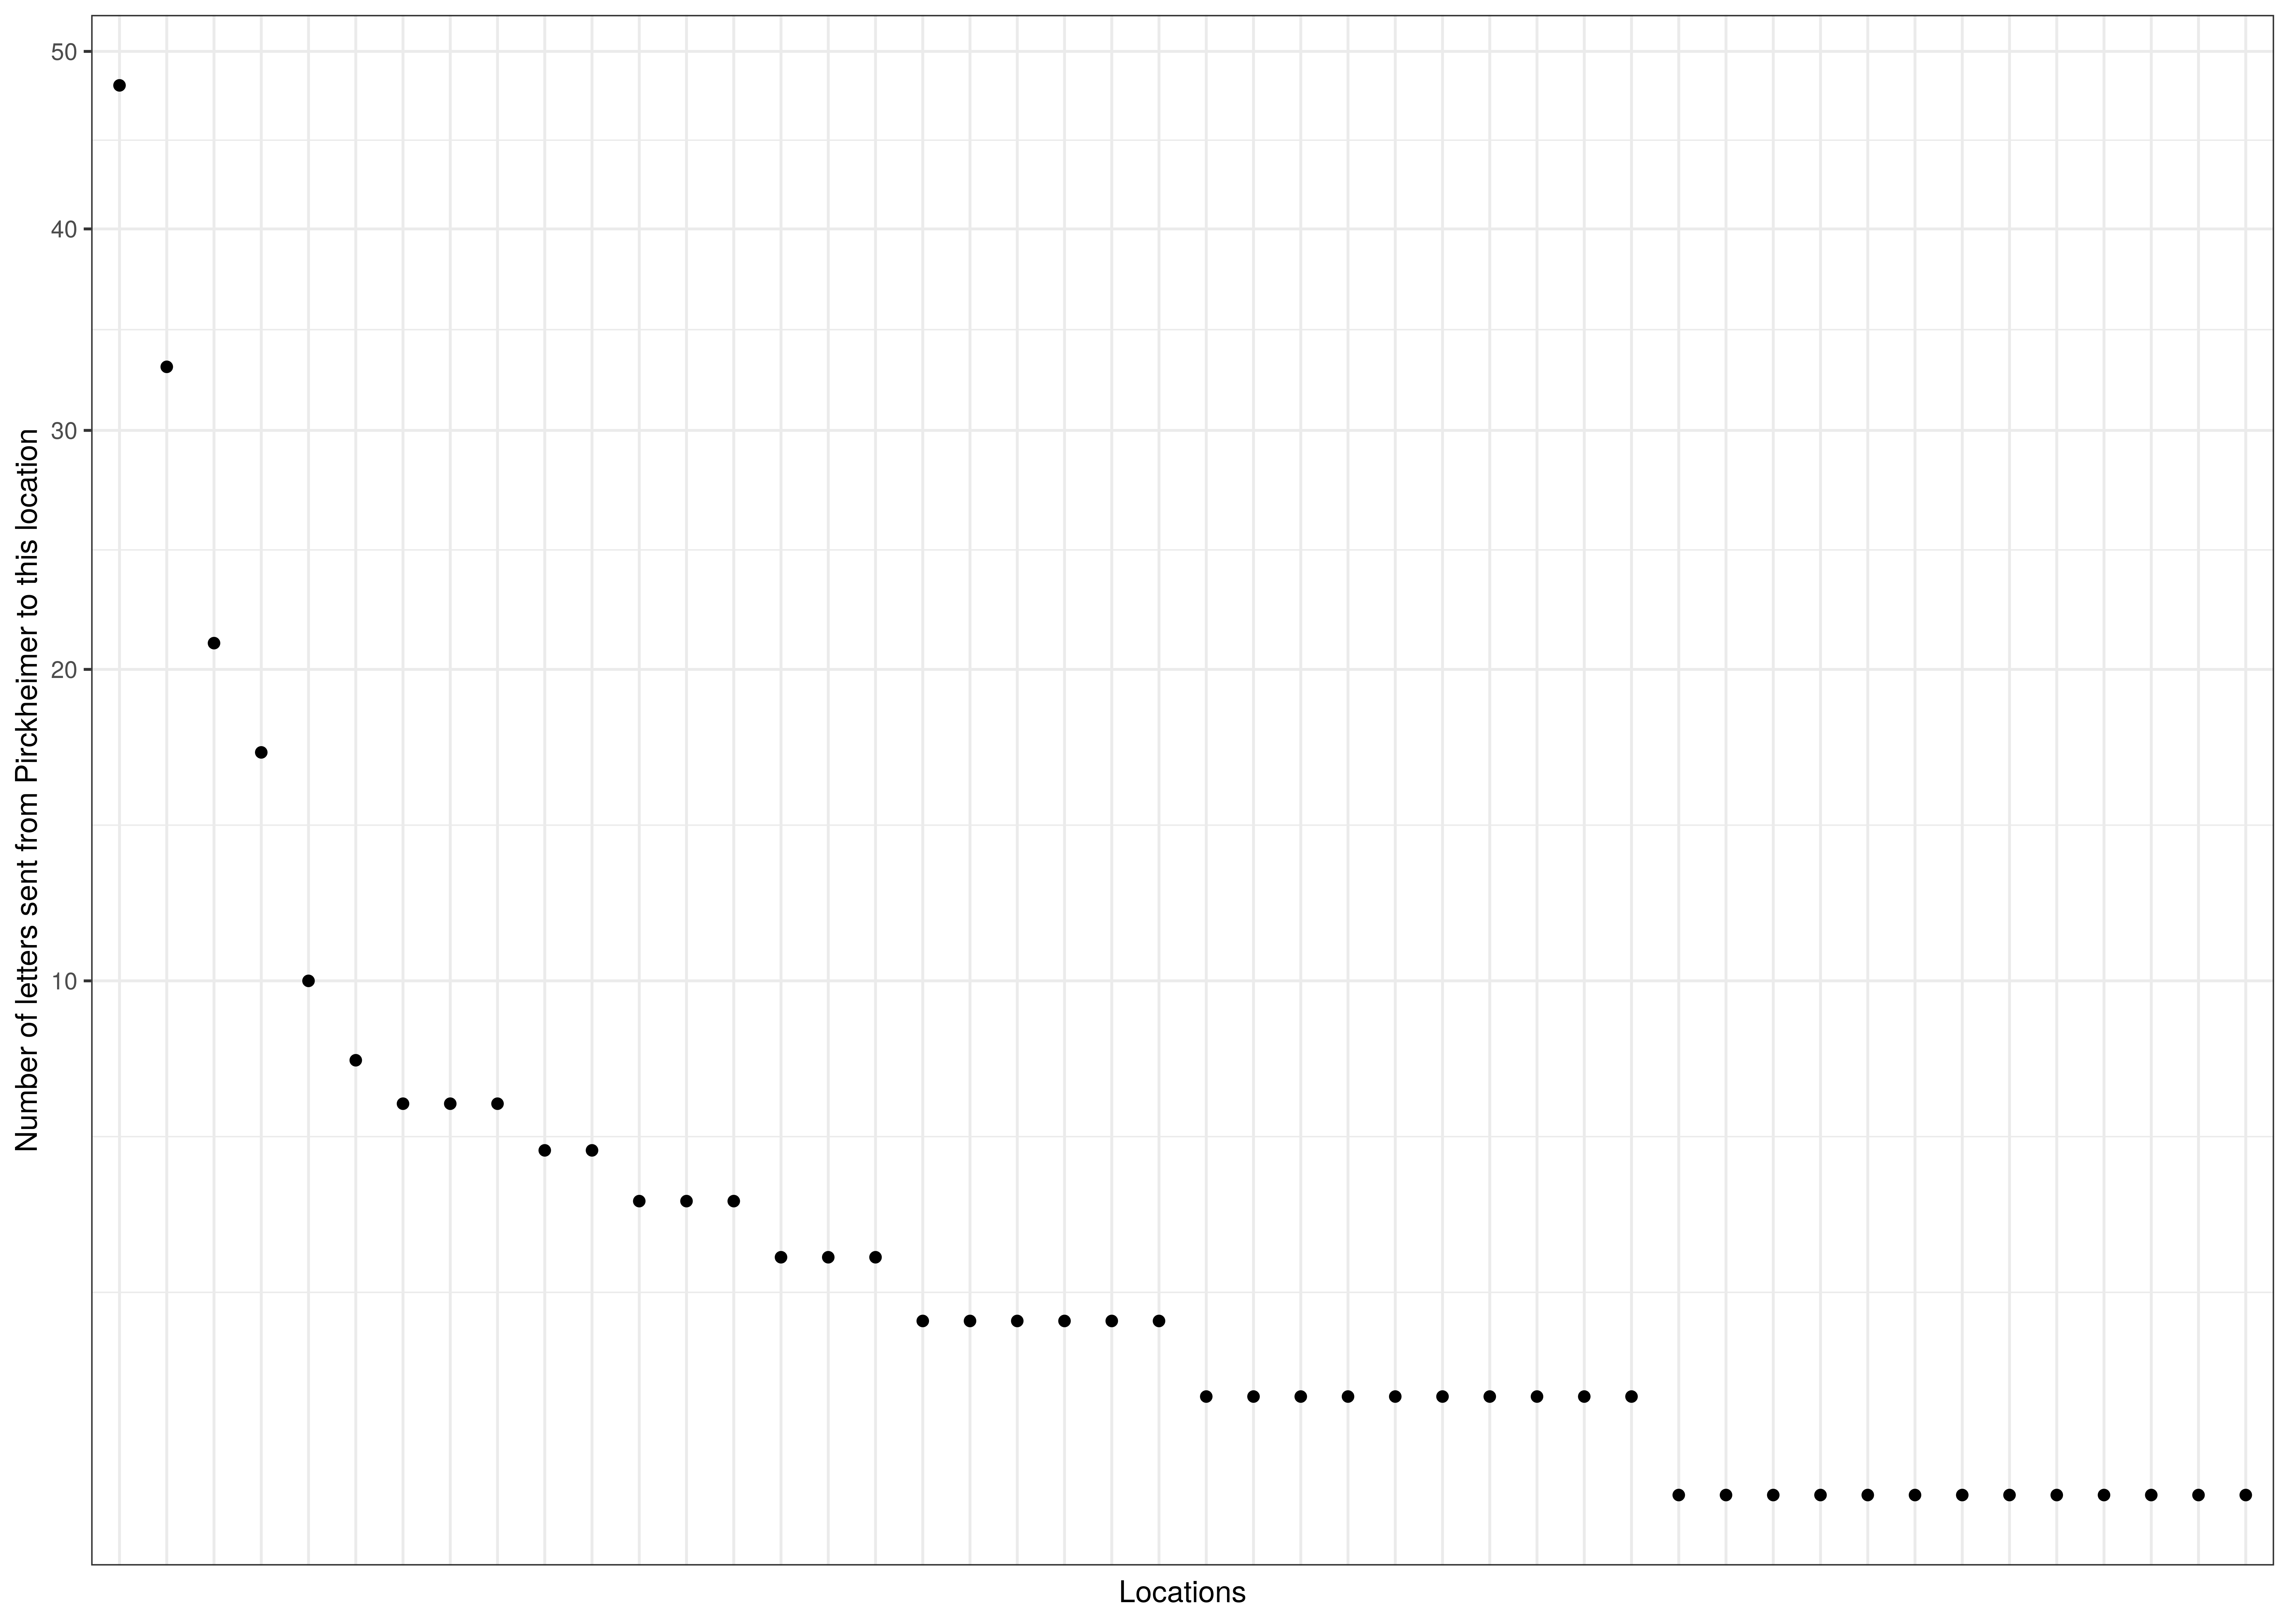 Number of letters sent from Pirckheimer to this location
50
40
30
20
10
Locations